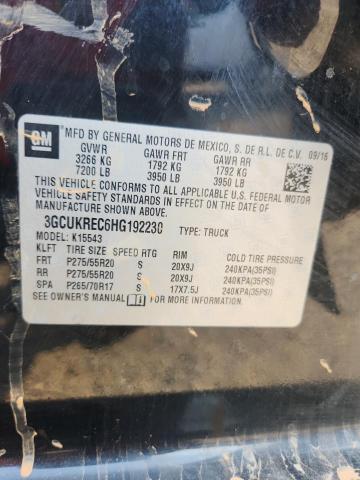 GM
MFD BY GENERAL MOTORS DE MEXICO, S. DE R.L. DE C.V. 09/16
GVWR GAWR FRT GAWR RR
3266 KG 1792 KG 1792 KG
7200 LB 3950 LB 3950 LB
THIS VEHICLE CONFORMS TO ALL APPLICABLE U.S. FEDERAL MOTOR
VEHICLE SAFETY STANDARDS IN EFFECT ON THE DATE OF
MANUFACTURE SHOWN ABOVE.
3GCUKREC6HG192230 TYPE: TRUCK
MODEL: K15543
KLFT TIRE SIZE SPEED RTG RIM COLD TIRE PRESSURE
FRT P275/55R20 S 20X9J 240KPA(35PSI)
RR P275/55R20 S 20X9J 240KPA(35PSI)
SPA P265/70R17 S 17X7.5J 240KPA(35PSI)
SEE OWNER'S MANUAL FOR MORE INFORMATION.